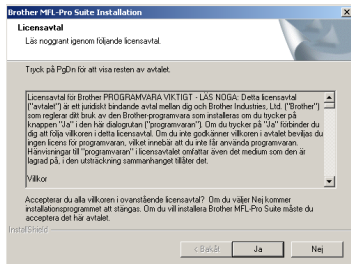 Brother MFL-Pro Suite Installation
Licensavtal
Läs noggrant igenom följande licensavtal.
Tryck på PgDn för att visa resten av avtalet.
Licensavtal för Brother PROGRAMVARA VIKTIGT - LÄS NOGA: Detta licensavtal
("avtalet") är ett juridiskt bindande avtal mellan dig och Brother Industries, Ltd. ("Brother")
som reglerar ditt bruk av den Brother-programvara som installeras om du trycker på
knappen "Ja" i den här dialogrutan ("programvaran"). Om du trycker på "Ja" förbinder du
dig att följa villkoren i detta licensavtal. Om du inte godkänner villkoren i avtalet beviljas du
ingen licens för programvaran, vilket innebär att du inte får använda programvaran.
Hänvisningar till "programvaran" i licensavtalet omfattar även det medium som den är
lagrad på, i den utsträckning sammanhanget tillåter det.
Villkor
Accepterar du alla villkoren i ovanstående licensavtal? Om du väljer Nej kommer
installationsprogrammet att stängas. Om du vill installera Brother MFL-Pro Suite måste du
acceptera det här avtalet.
InstallShield
< Bakåt
Ja
Nej